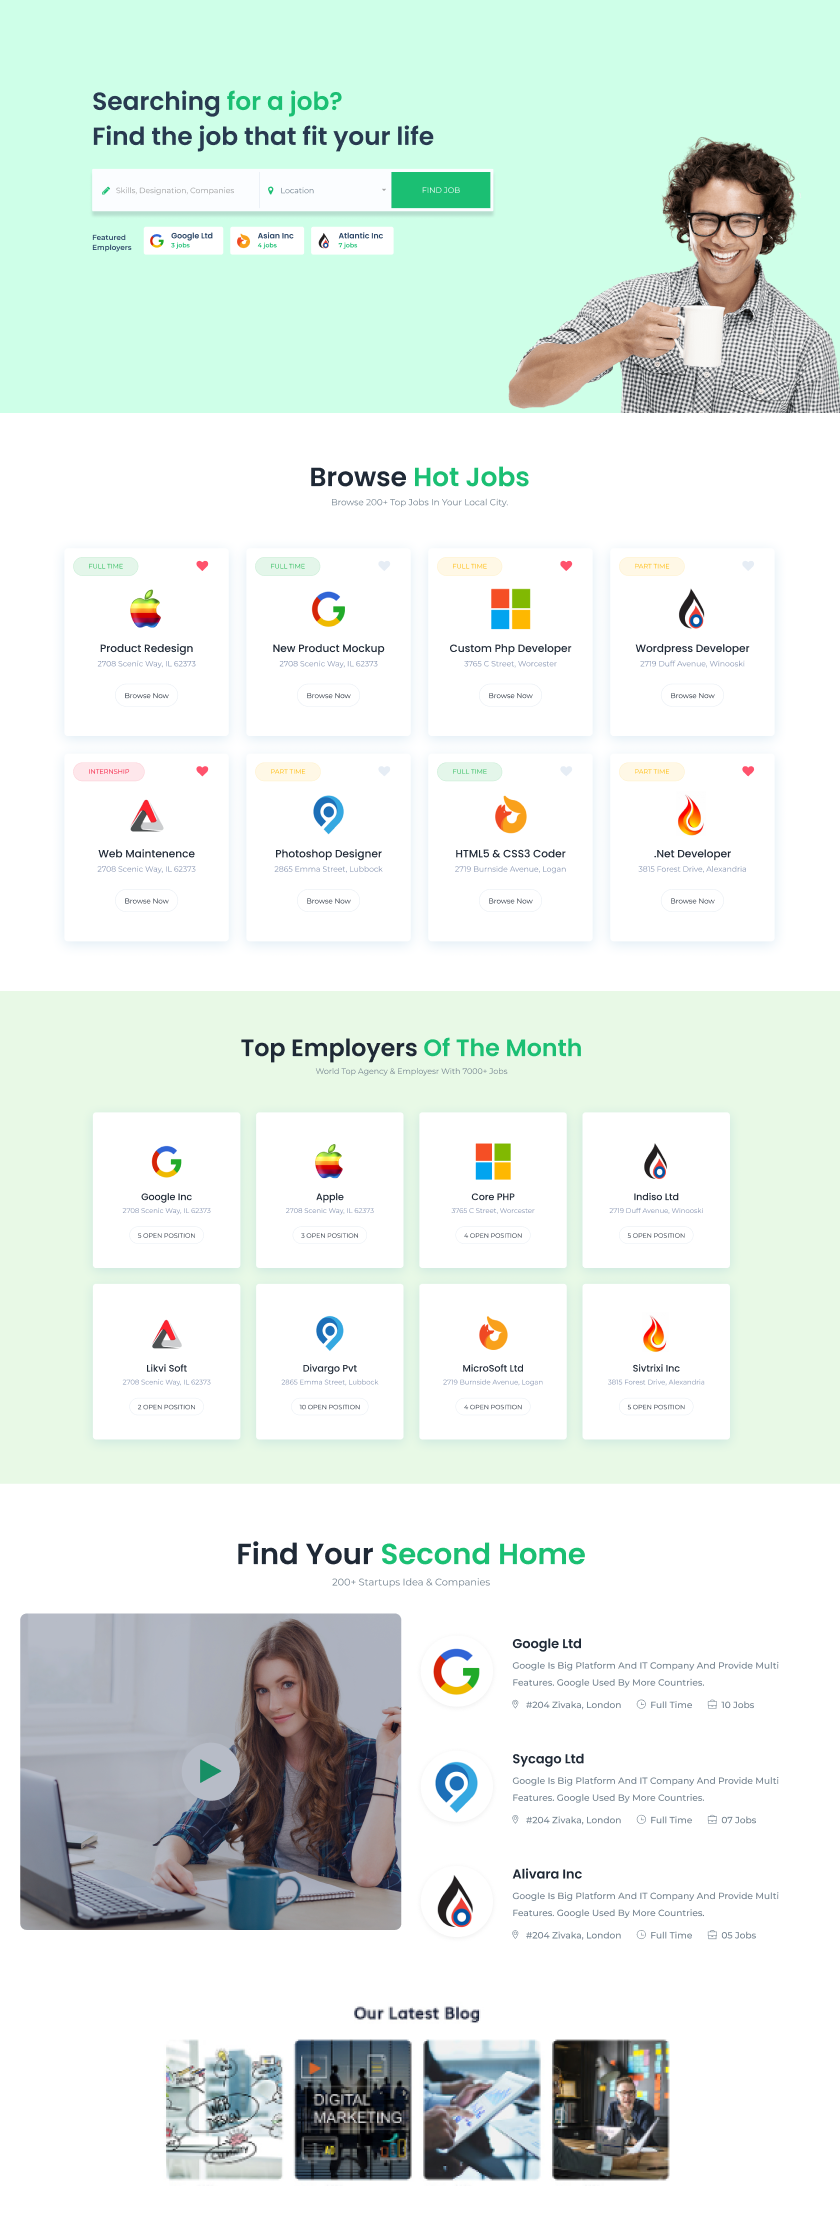 Searching for a job?
Find the job that fit your life
Skills, Designation, Companies
Location
FIND JOB
Featured
Employers
Google Ltd
3 jobs
Asian Inc
4 jobs
Atlantic Inc
7 jobs
Browse Hot Jobs
Browse 200+ Top Jobs In Your Local City.
FULL TIME
Product Redesign
2708 Scenic Way, IL 62373
Browse Now
FULL TIME
New Product Mockup
2708 Scenic Way, IL 62373
Browse Now
FULL TIME
Custom Php Developer
3765 C Street, Worcester
Browse Now
PART TIME
Wordpress Developer
2719 Duff Avenue, Winooski
Browse Now
INTERNSHIP
Web Maintenence
2708 Scenic Way, IL 62373
Browse Now
PART TIME
Photoshop Designer
2865 Emma Street, Lubbock
Browse Now
FULL TIME
HTML5 & CSS3 Coder
2719 Burnside Avenue, Logan
Browse Now
PART TIME
.Net Developer
3815 Forest Drive, Alexandria
Browse Now
Top Employers Of The Month
World Top Agency & Employesr With 7000+ Jobs
Google Inc
2708 Scenic Way, IL 62373
5 OPEN POSITION
Apple
2708 Scenic Way, IL 62373
3 OPEN POSITION
Core PHP
3765 C Street, Worcester
4 OPEN POSITION
Indiso Ltd
2719 Duff Avenue, Winooski
5 OPEN POSITION
Likvi Soft
2708 Scenic Way, IL 62373
2 OPEN POSITION
Divargo Pvt
2865 Emma Street, Lubbock
10 OPEN POSITION
MicroSoft Ltd
2719 Burnside Avenue, Logan
4 OPEN POSITION
Sivtrixi Inc
3815 Forest Drive, Alexandria
5 OPEN POSITION
Find Your Second Home
200+ Startups Idea & Companies
Google Ltd
Google Is Big Platform And IT Company And Provide Multi
Features. Google Used By More Countries.
#204 Zivaka, London Full Time 10 Jobs
Sycago Ltd
Google Is Big Platform And IT Company And Provide Multi
Features. Google Used By More Countries.
#204 Zivaka, London Full Time 07 Jobs
Alivara Inc
Google Is Big Platform And IT Company And Provide Multi
Features. Google Used By More Countries.
#204 Zivaka, London Full Time 05 Jobs
Our Latest Blog
WEB
DESIGN
DIGITAL
MARKETING
AD